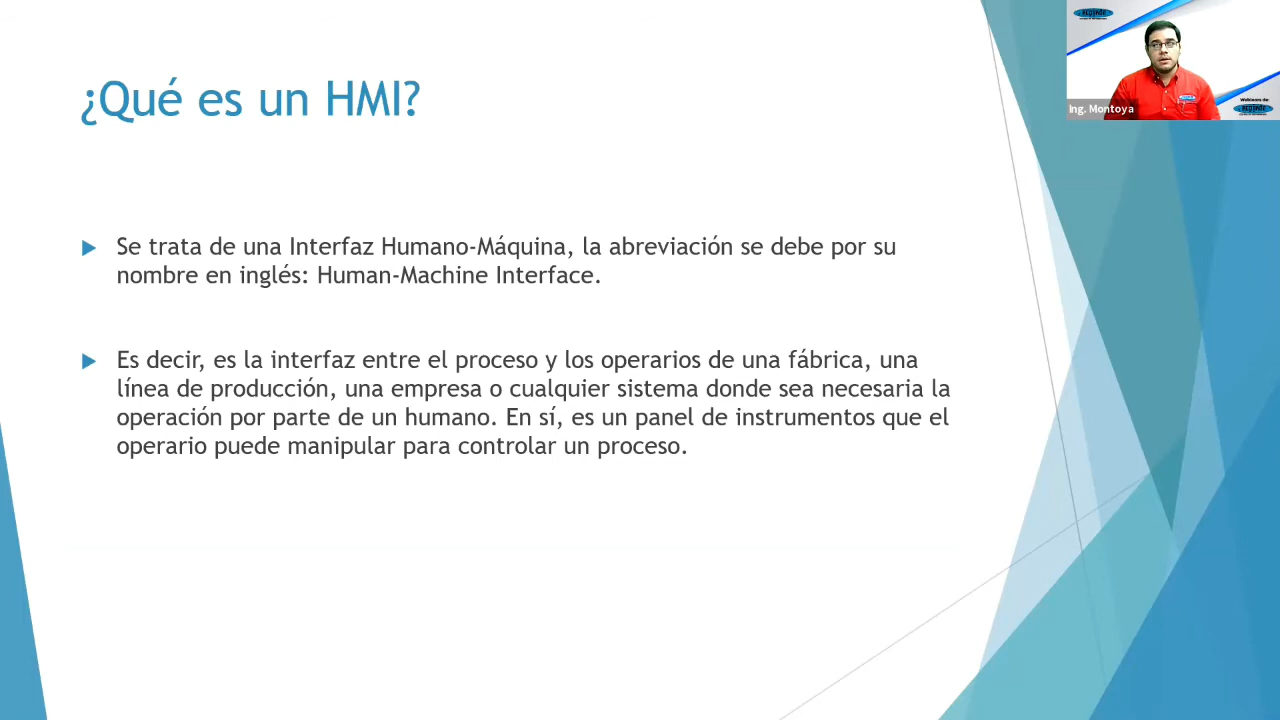 ¿Qué es un HMI?
Se trata de una Interfaz Humano-Máquina, la abreviación se debe por su
nombre en inglés: Human-Machine Interface.
Es decir, es la interfaz entre el proceso y los operarios de una fábrica, una
línea de producción, una empresa o cualquier sistema donde sea necesaria la
operación por parte de un humano. En sí, es un panel de instrumentos que el
operario puede manipular para controlar un proceso.
Ing. Montoya
Webinars de: